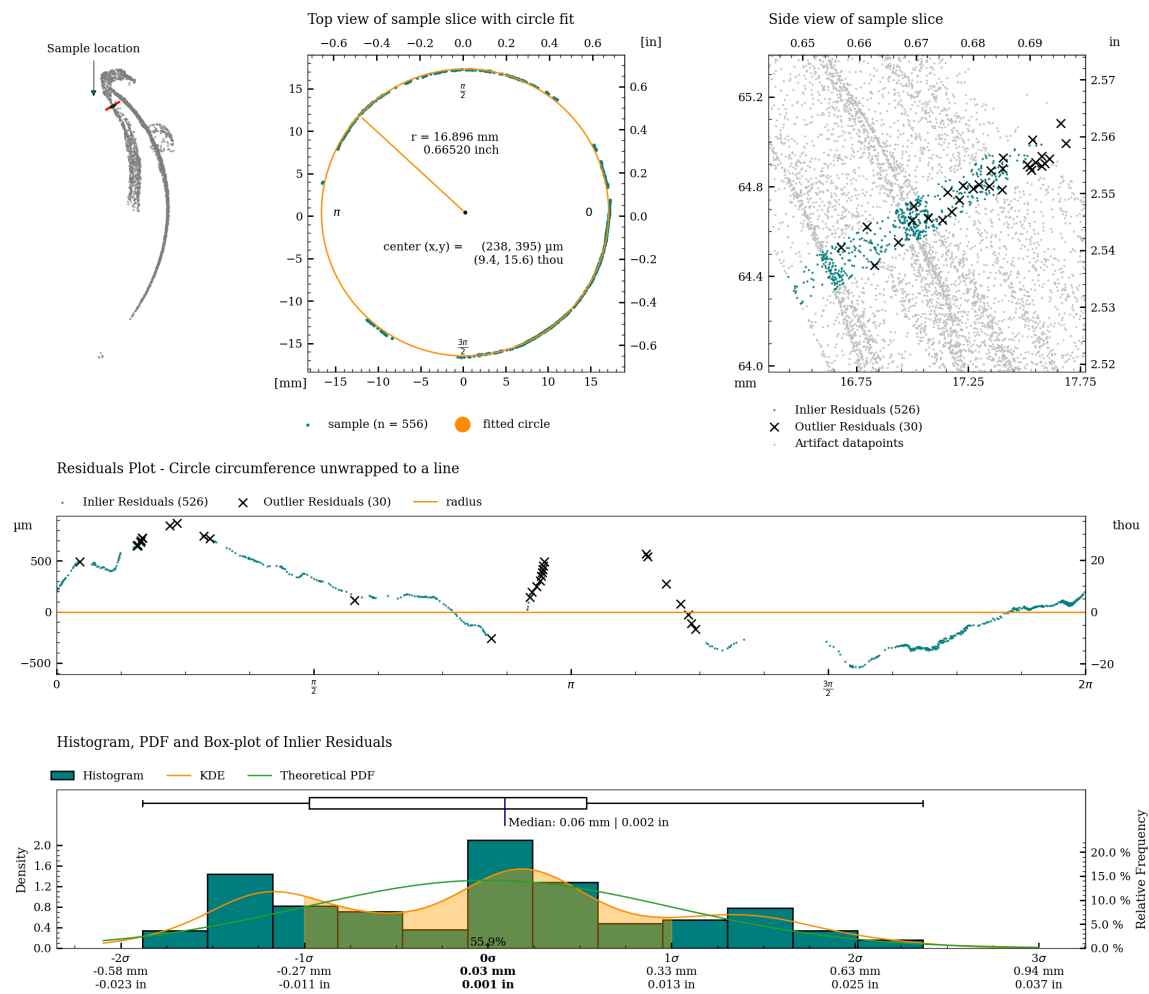 Sample location
Top view of sample slice with circle fit
−0.6 −0.4 −0.2 0.0 0.2 0.4 0.6 [in]
15
10
5
0
−5
−10
−15
0.6
0.4
0.2
0.0
−0.2
−0.4
−0.6
π/2
r = 16.896 mm
0.66520 inch
π
0
center (x,y) = (238, 395) µm
(9.4, 15.6) thou
3π/2
[mm] −15 −10 −5 0 5 10 15
sample (n = 556) fitted circle
Side view of sample slice
0.65 0.66 0.67 0.68 0.69 in
65.2
64.8
64.4
64.0
2.57
2.56
2.55
2.54
2.53
2.52
mm 16.75 17.25 17.75
Inlier Residuals (526)
Outlier Residuals (30)
Artifact datapoints
Residuals Plot - Circle circumference unwrapped to a line
Inlier Residuals (526) Outlier Residuals (30) radius
µm thou
500 20
0 0
−500 −20
0 π/2 π 3π/2 2π
Histogram, PDF and Box-plot of Inlier Residuals
Histogram KDE Theoretical PDF
Median: 0.06 mm | 0.002 in
Density
2.0
1.6
1.2
0.8
0.4
0.0
Relative Frequency
20.0 %
15.0 %
10.0 %
5.0 %
0.0 %
55.9%
-2σ -1σ 0σ 1σ 2σ 3σ
-0.58 mm -0.27 mm 0.03 mm 0.33 mm 0.63 mm 0.94 mm
-0.023 in -0.011 in 0.001 in 0.013 in 0.025 in 0.037 in